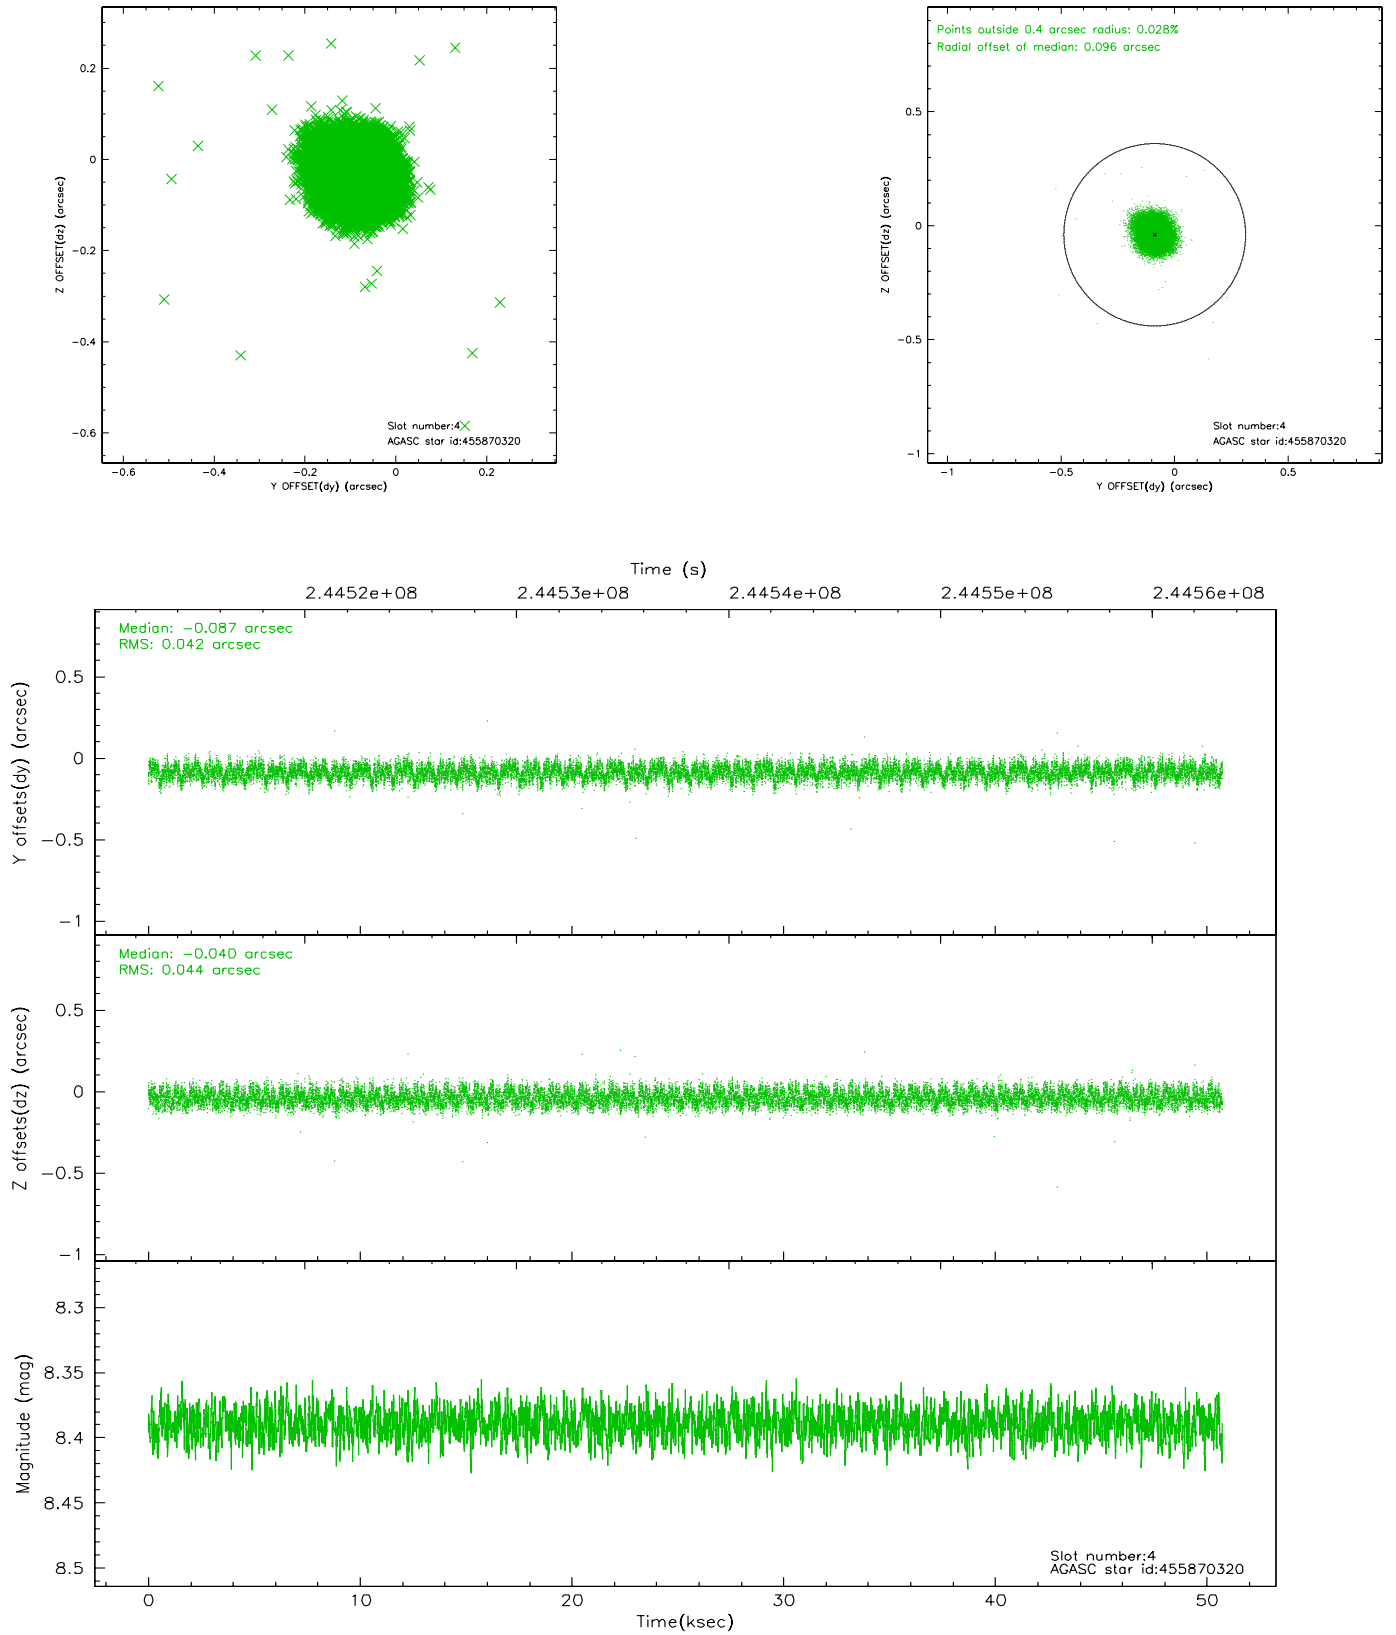 0.2
0
−0.2
−0.4
−0.6
Z OFFSET(dz) (arcsec)
Slot number:4
AGASC star id:455870320
−0.6 −0.4 −0.2 0 0.2
Y OFFSET(dy) (arcsec)
Points outside 0.4 arcsec radius: 0.028%
Radial offset of median: 0.096 arcsec
0.5
0
−0.5
−1
Z OFFSET(dz) (arcsec)
Slot number:4
AGASC star id:455870320
−1 −0.5 0 0.5
Y OFFSET(dy) (arcsec)
Time (s)
2.4452e+08 2.4453e+08 2.4454e+08 2.4455e+08 2.4456e+08
Median: −0.087 arcsec
RMS: 0.042 arcsec
0.5
0
−0.5
−1
Y offsets(dy) (arcsec)
Median: −0.040 arcsec
RMS: 0.044 arcsec
0.5
0
−0.5
−1
Z offsets(dz) (arcsec)
8.3
8.35
8.4
8.45
8.5
Magnitude (mag)
Slot number:4
AGASC star id:455870320
0 10 20 30 40 50
Time(ksec)